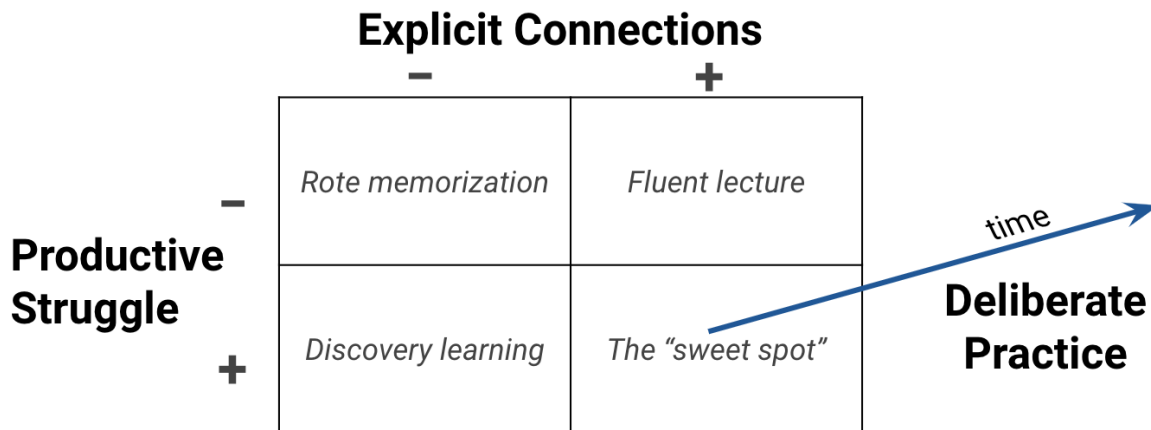 Explicit Connections
− +
Rote memorization
Fluent lecture
−
time
Productive
Struggle
Deliberate
Practice
Discovery learning
The “sweet spot”
+